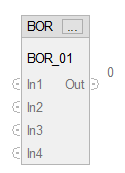 BOR ...
BOR_01
0
In1 Out
In2
In3
In4